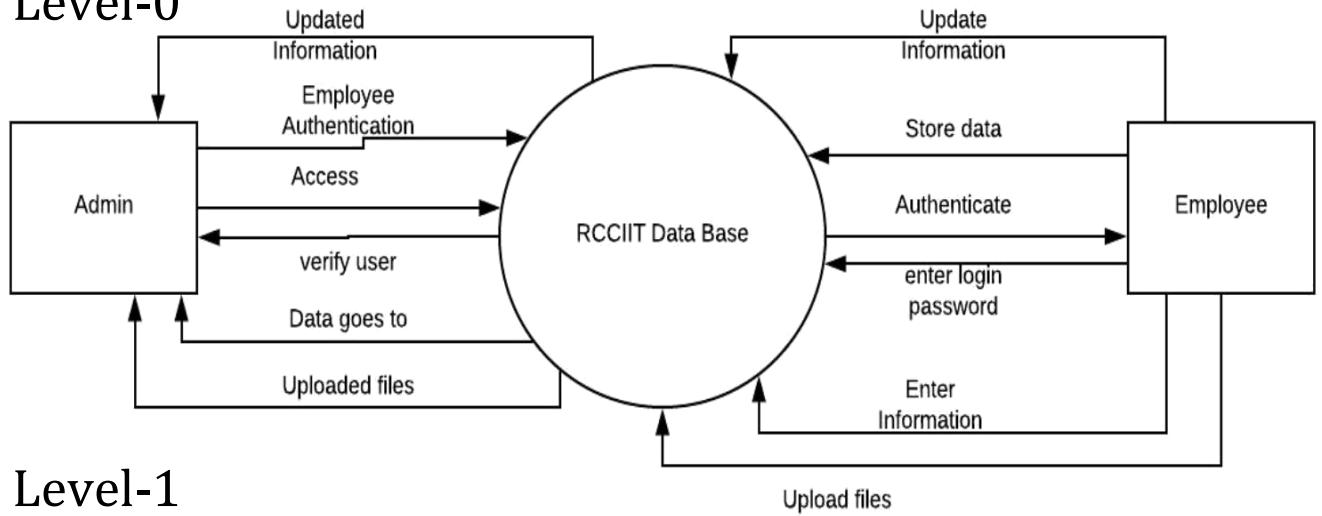 Level-0
Updated
Information
Update
Information
Employee
Authentication
Store data
Access
Admin
Authenticate
Employee
RCCIIT Data Base
verify user
enter login
password
Data goes to
Uploaded files
Enter
Information
Level-1
Upload files